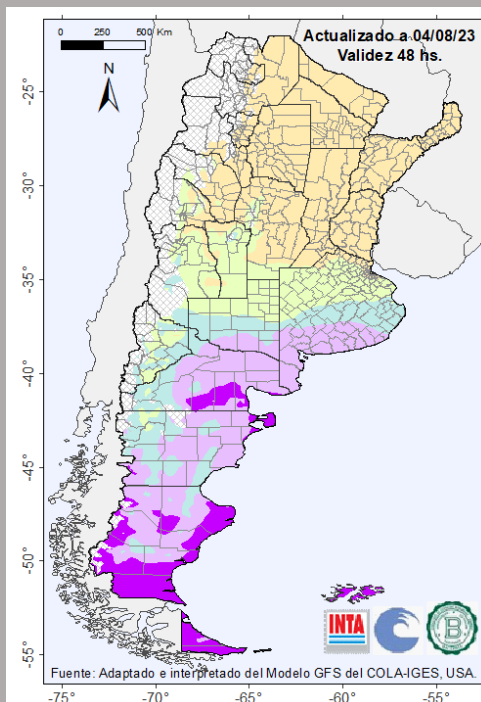 Actualizado a 04/08/23
Validez 48 hs.
0 250 500 Km
N
-25°
-30°
-35°
-40°
-45°
-50°
-55°
INTA
B
Fuente: Adaptado e interpretado del Modelo GFS del COLA-IGES, USA.
-75° -70° -65° -60° -55°